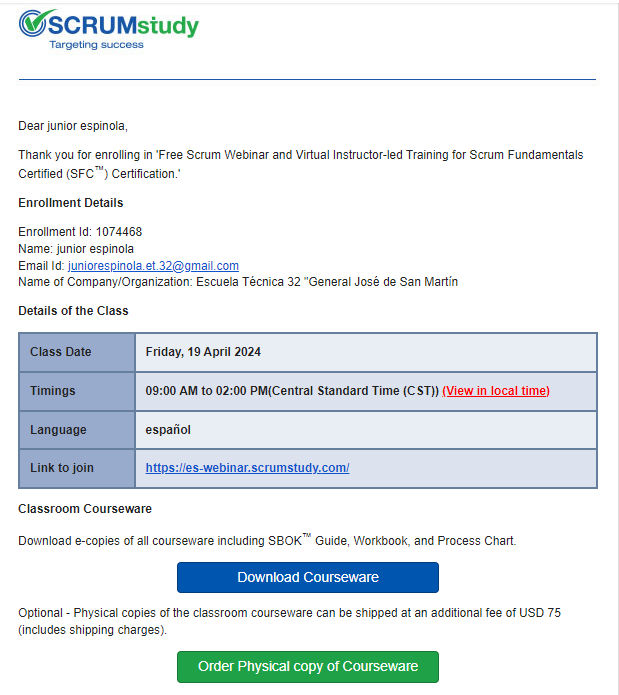 SCRUMstudy
Targeting success
Dear junior espinola,
Thank you for enrolling in 'Free Scrum Webinar and Virtual Instructor-led Training for Scrum Fundamentals
Certified (SFC™) Certification.'
Enrollment Details
Enrollment Id: 1074468
Name: junior espinola
Email Id: juniorespinola.et.32@gmail.com
Name of Company/Organization: Escuela Técnica 32 "General José de San Martín
Details of the Class
Class Date Friday, 19 April 2024
Timings 09:00 AM to 02:00 PM(Central Standard Time (CST)) (View in local time)
Language español
Link to join https://es-webinar.scrumstudy.com/
Classroom Courseware
Download e-copies of all courseware including SBOK™ Guide, Workbook, and Process Chart.
Download Courseware
Optional - Physical copies of the classroom courseware can be shipped at an additional fee of USD 75
(includes shipping charges).
Order Physical copy of Courseware